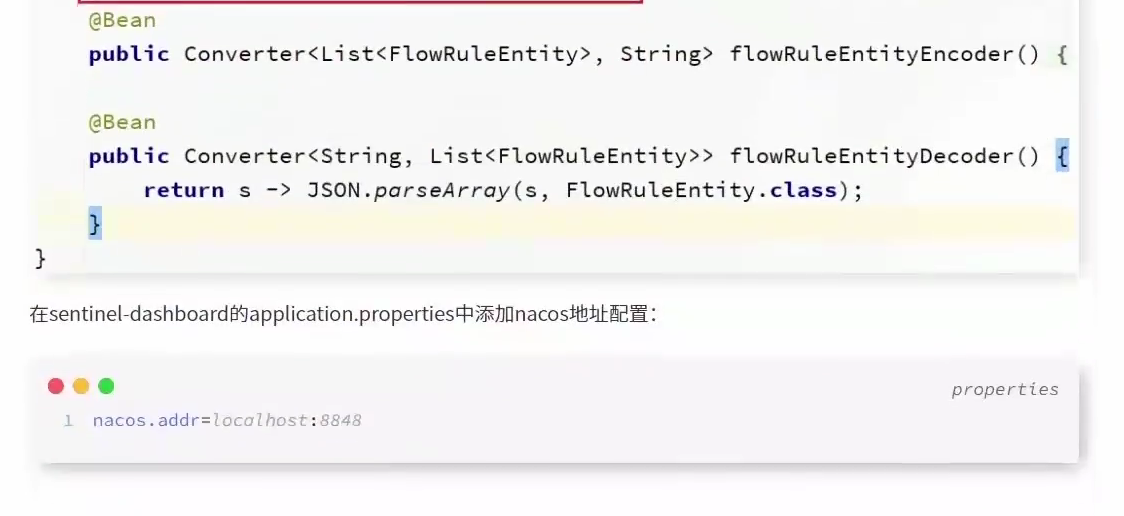 @Bean
public Converter<List<FlowRuleEntity>, String> flowRuleEntityEncoder() {
@Bean
public Converter<String, List<FlowRuleEntity>> flowRuleEntityDecoder() {
return s -> JSON.parseArray(s, FlowRuleEntity.class);
}
}
在sentinel-dashboard的application.properties中添加nacos地址配置：
properties
1 nacos.addr=localhost:8848